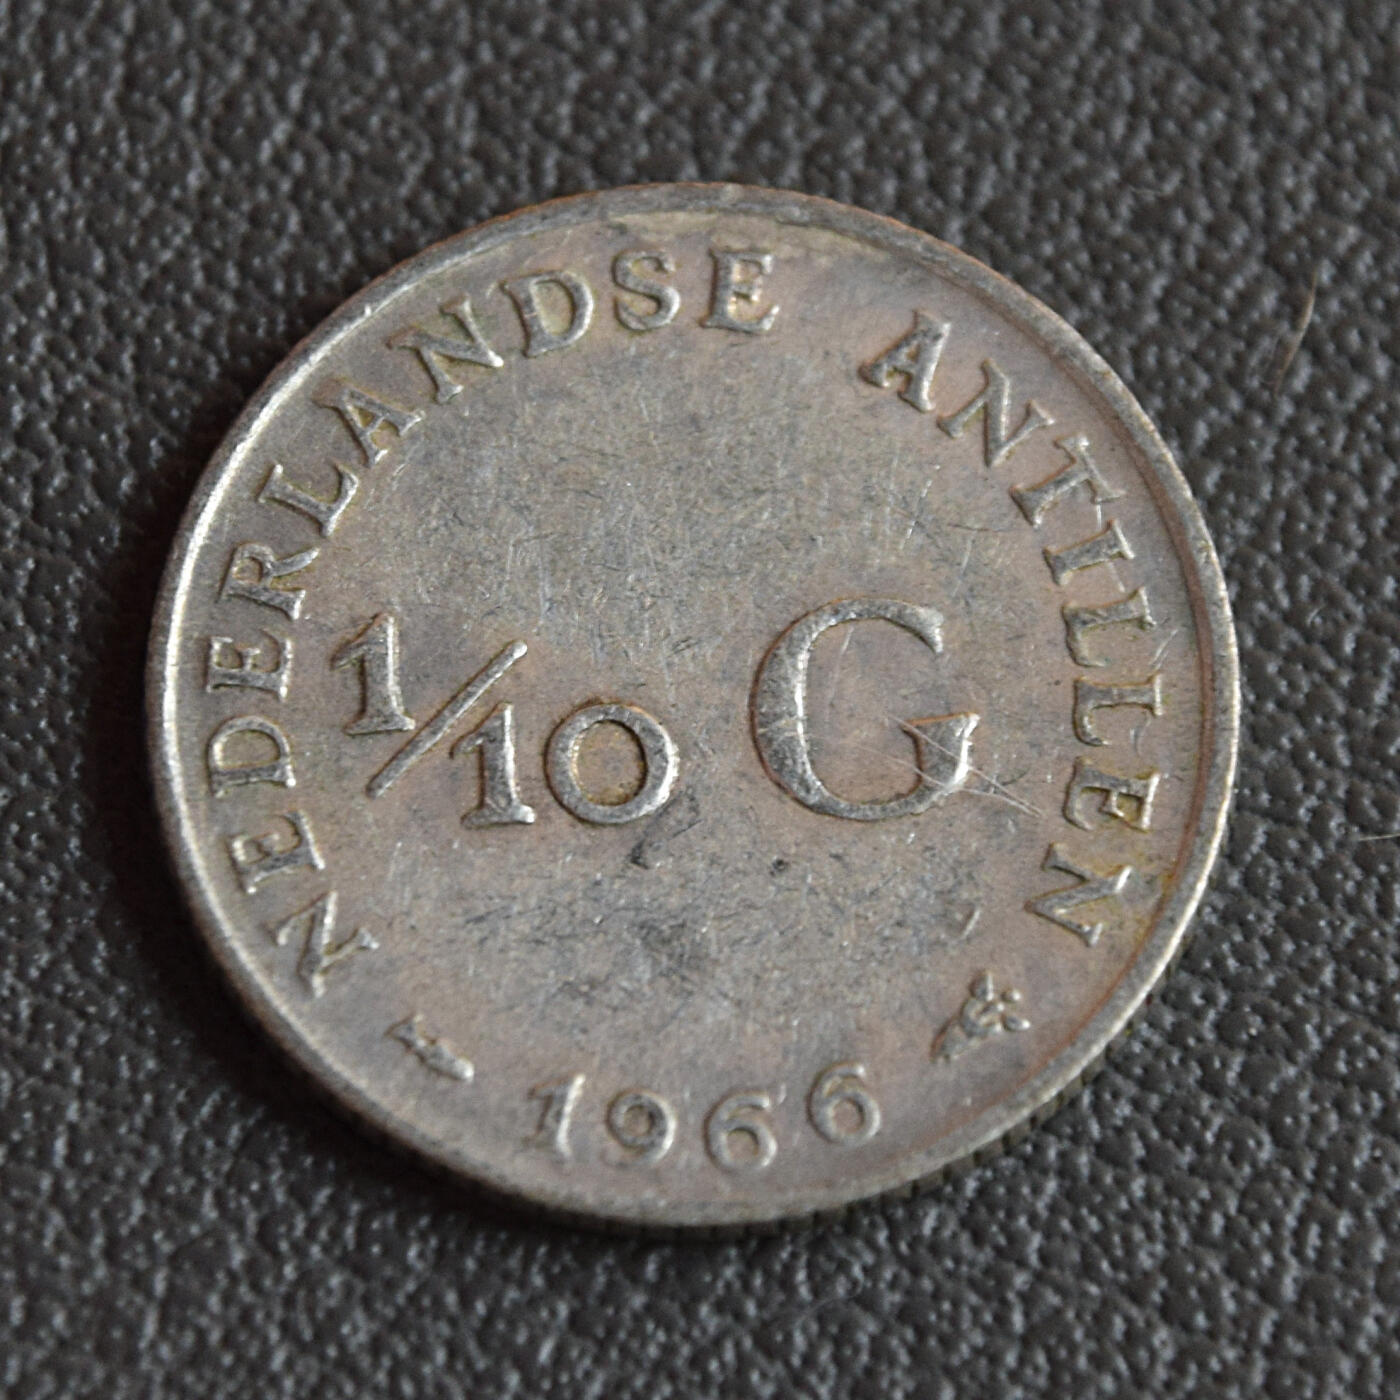 NEDERLANDSE ANTILLEN
1/10 G
1966